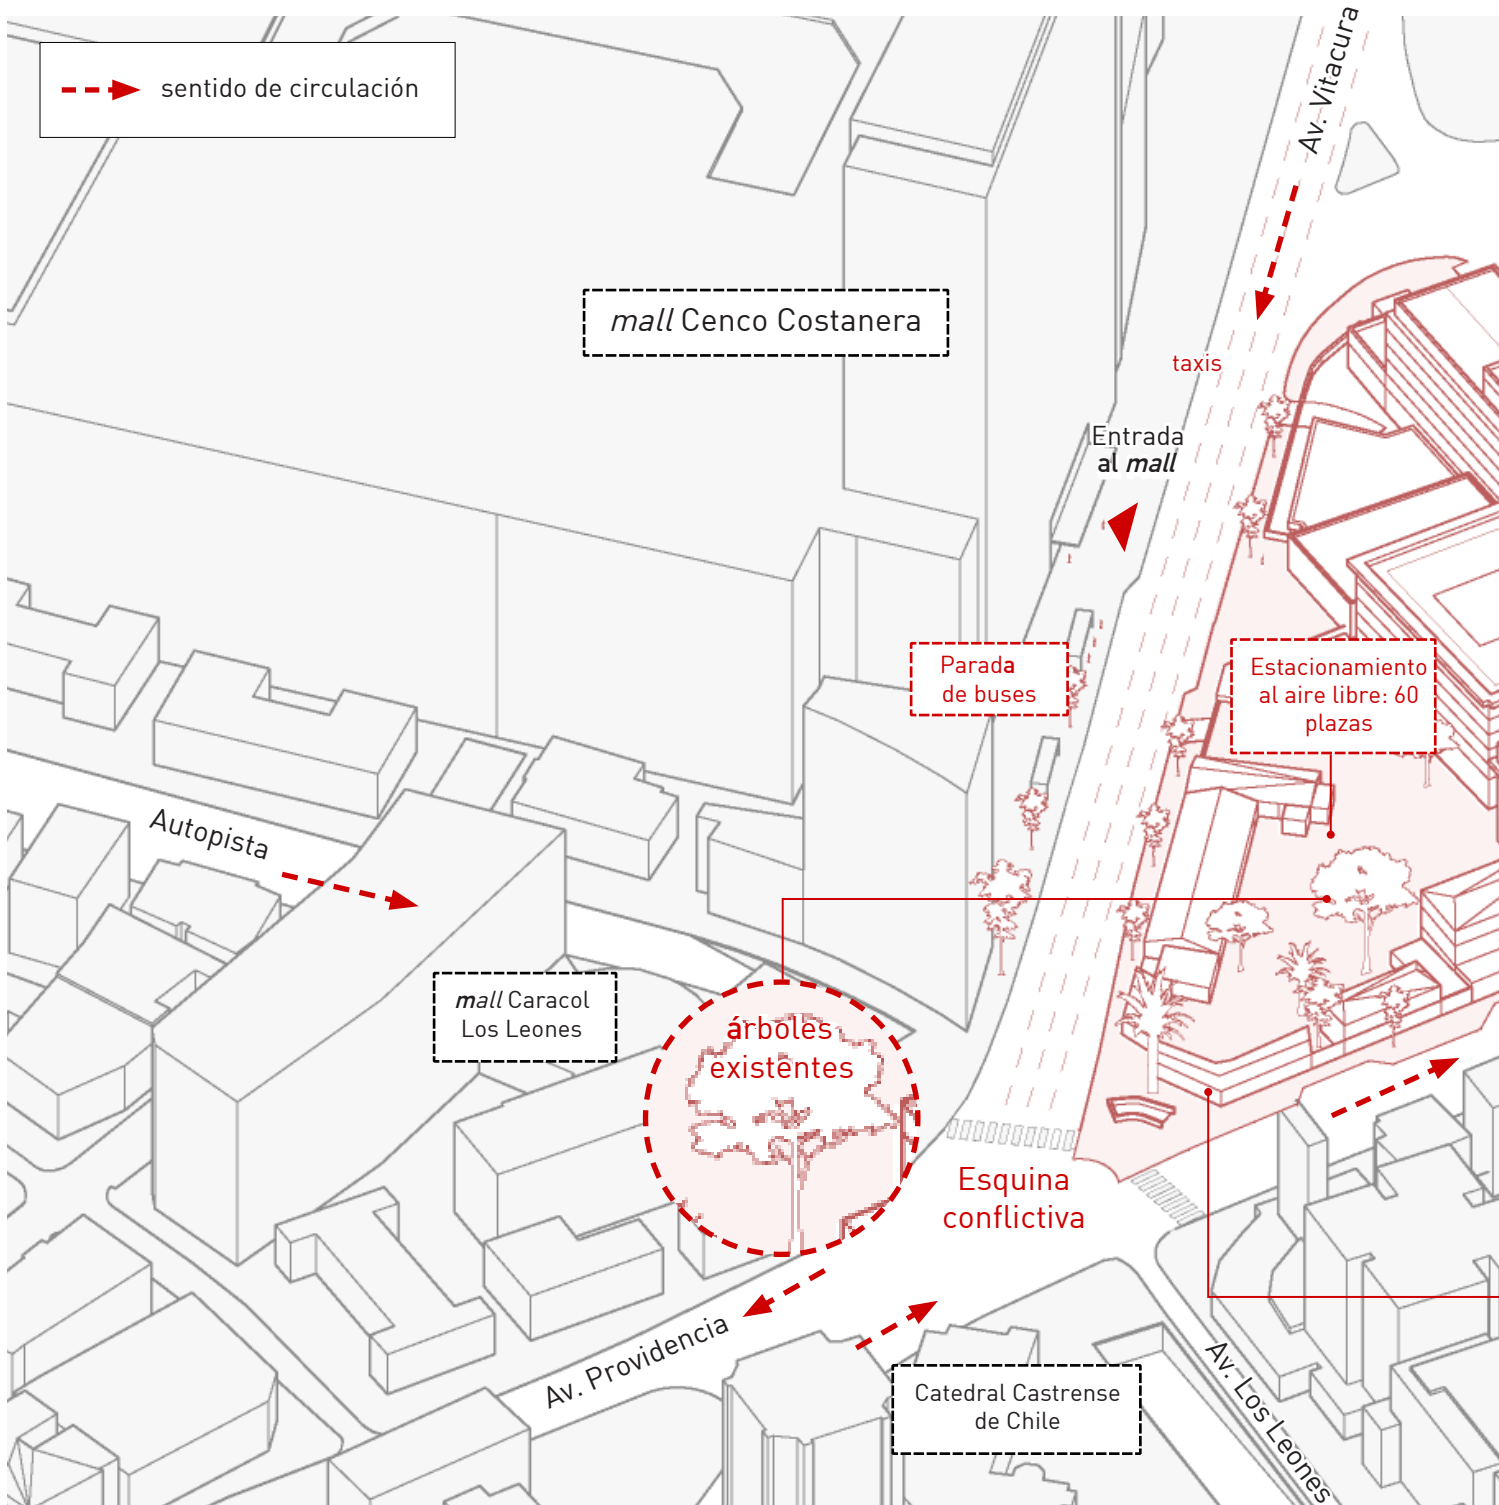 sentido de circulación
Av. Vitacura
mall Cenco Costanera
taxis
Entrada
al mall
Parada
de buses
Estacionamiento
al aire libre: 60
plazas
Autopista
mall Caracol
Los Leones
árboles
existentes
Esquina
conflictiva
Av. Providencia
Catedral Castrense
de Chile
Av. Los Leones